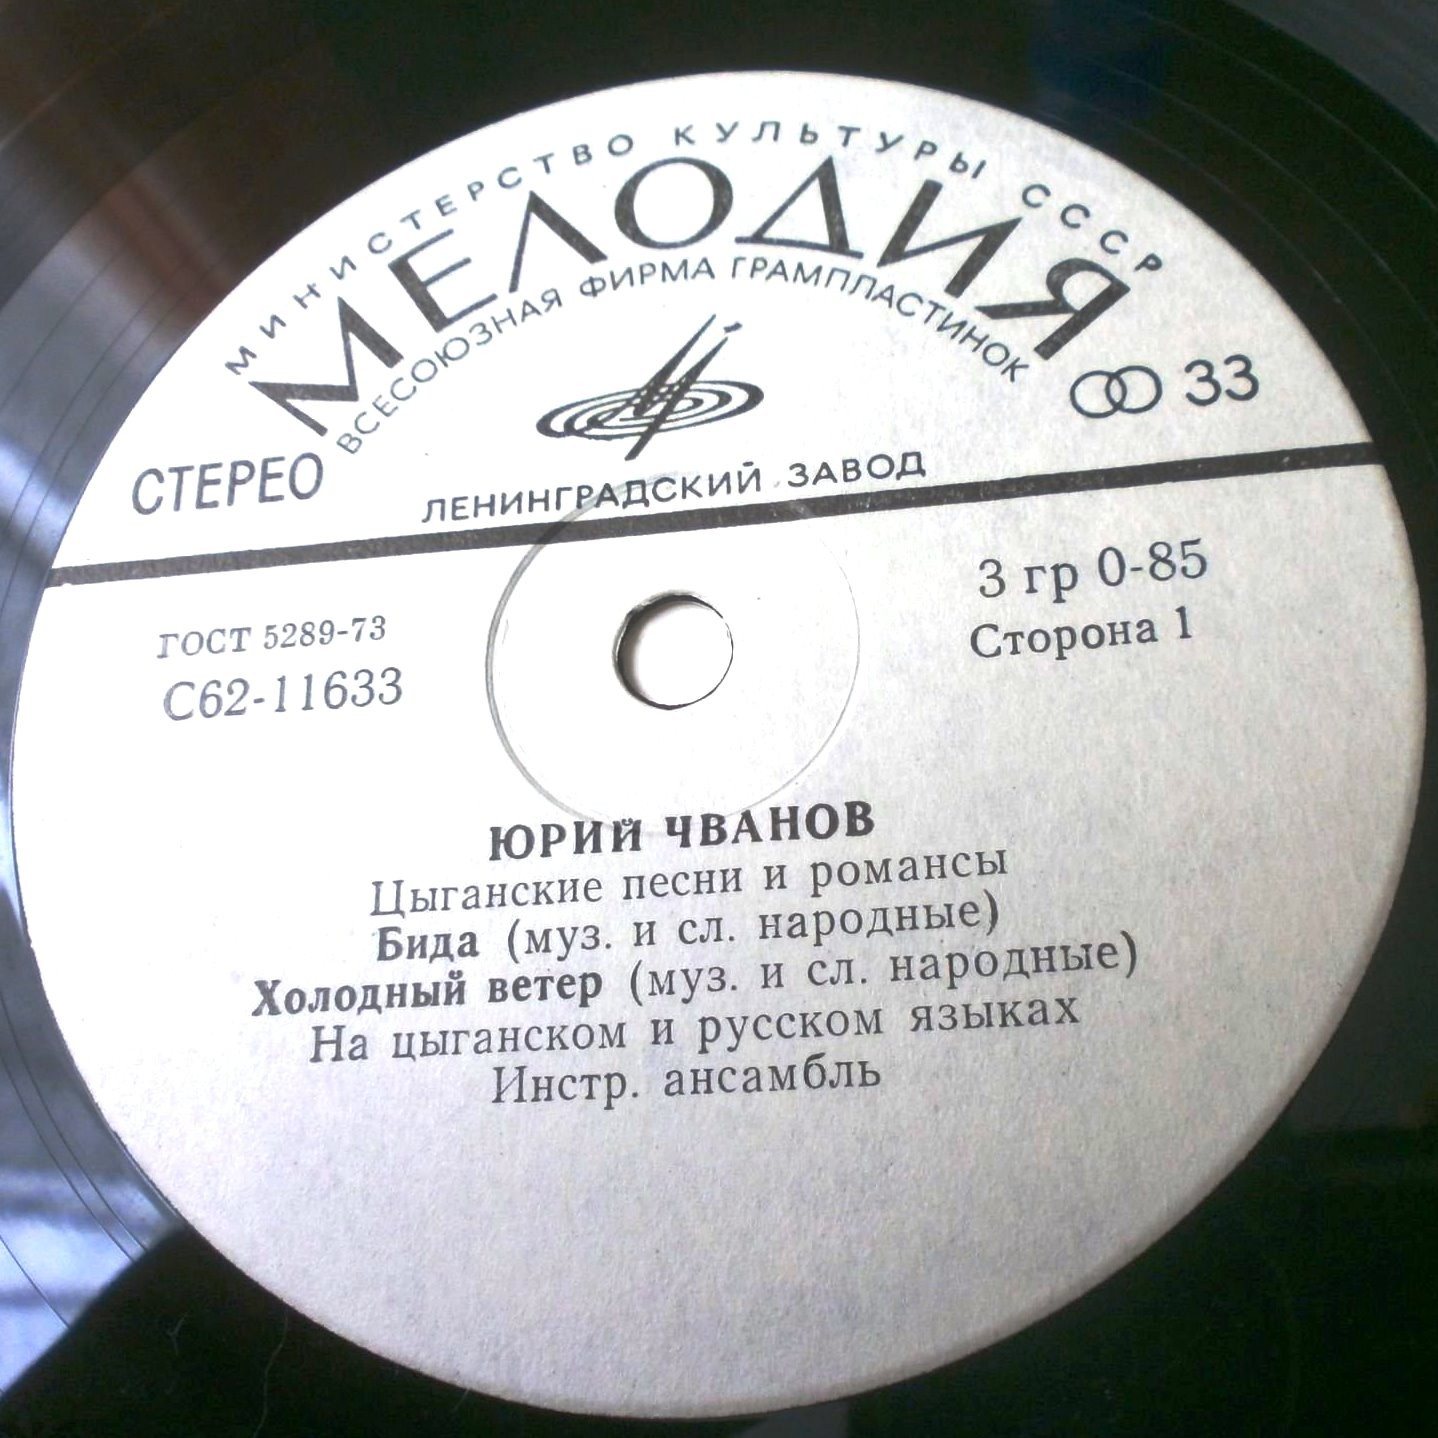 МИНИСТЕРСТВО КУЛЬТУРЫ СССР
МЕЛОДИЯ
ВСЕСОЮЗНАЯ ФИРМА ГРАМПЛАСТИНОК
33
СТЕРЕО
ЛЕНИНГРАДСКИЙ ЗАВОД
ГОСТ 5289-73
С62-11633
3 гр 0-85
Сторона 1
ЮРИЙ ЧВАНОВ
Цыганские песни и романсы
Бида (муз. и сл. народные)
Холодный ветер (муз. и сл. народные)
На цыганском и русском языках
Инстр. ансамбль